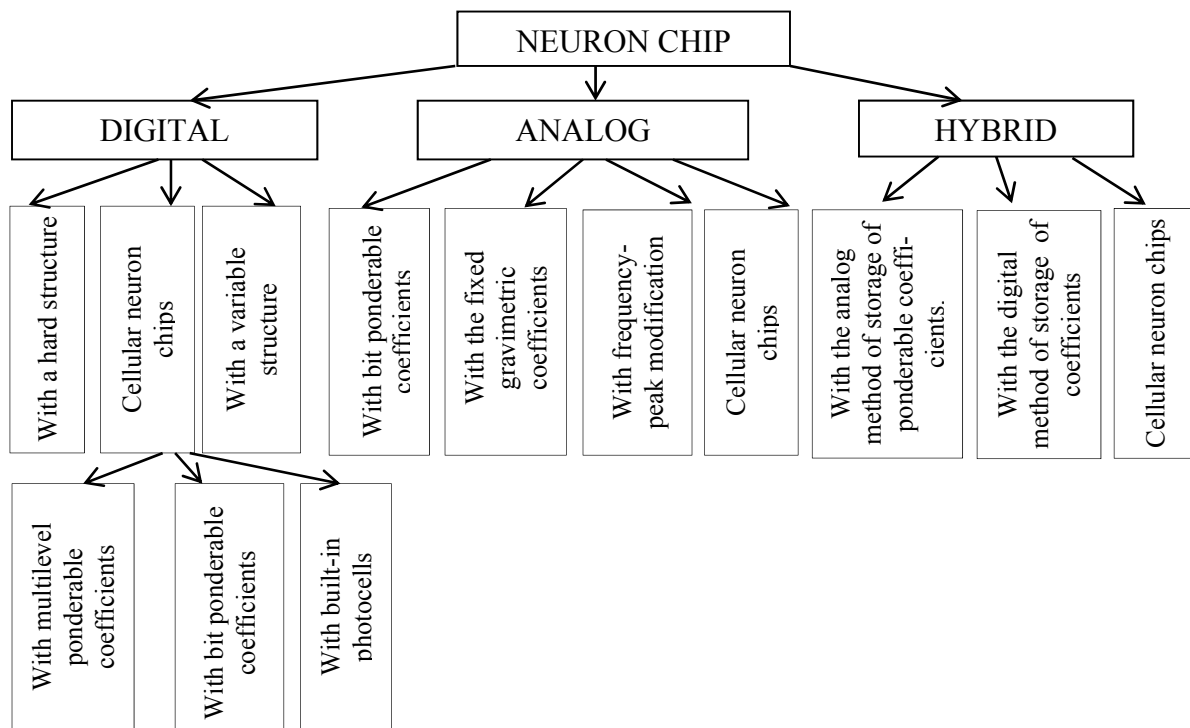 NEURON CHIP
DIGITAL
ANALOG
HYBRID
With a hard structure
Cellular neuron
chips
With a variable
structure
With bit ponderable
coefficients
With the fixed
gravimetric
coefficients
With frequency-
peak modification
Cellular neuron
chips
With the analog
method of storage of
ponderable coeffi-
cients.
With the digital
method of storage of
coefficients
Cellular neuron chips
With multilevel
ponderable
coefficients
With bit ponderable
coefficients
With built-in
photocells